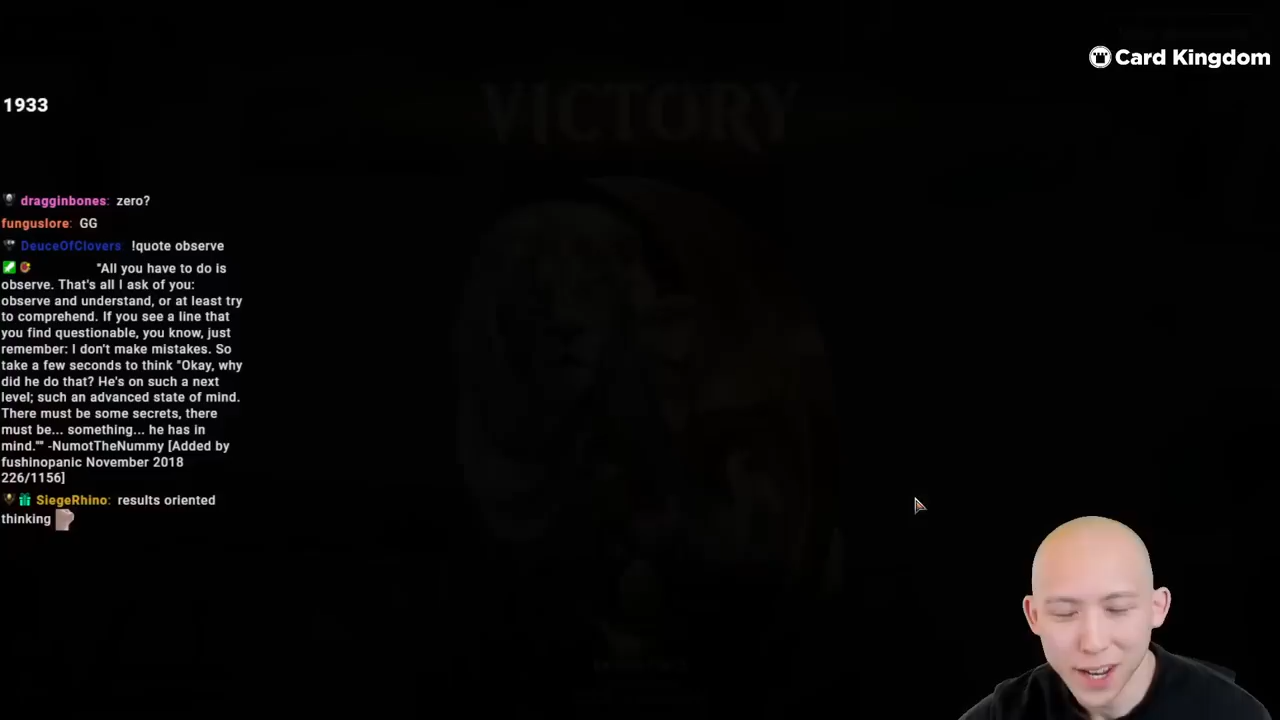 Card Kingdom
VICTORY
1933
dragginbones: zero?
funguslore: GG
DeuceOfClovers: !quote observe
"All you have to do is
observe. That's all I ask of you:
observe and understand, or at least try
to comprehend. If you see a line that
you find questionable, you know, just
remember: I don't make mistakes. So
take a few seconds to think "Okay, why
did he do that? He's on such a next
level; such an advanced state of mind.
There must be some secrets, there
must be... something... he has in
mind."" -NumotTheNummy [Added by
fushinopanic November 2018
226/1156]
SiegeRhino: results oriented
thinking